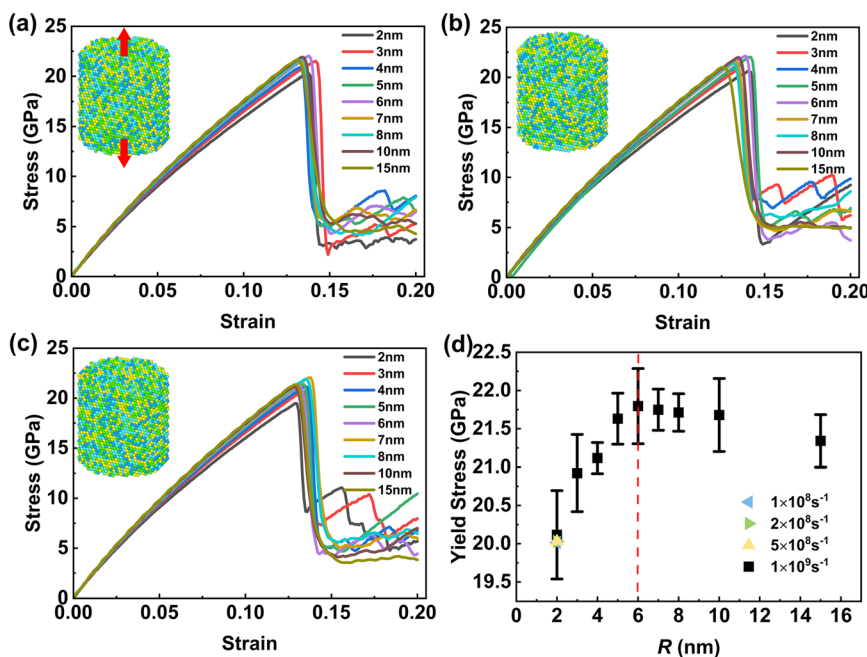 (a)
25
20
15
10
5
0
Stress (GPa)
0.00 0.05 0.10 0.15 0.20
Strain
2nm
3nm
4nm
5nm
6nm
7nm
8nm
10nm
15nm
(b)
25
20
15
10
5
0
Stress (GPa)
0.00 0.05 0.10 0.15 0.20
Strain
2nm
3nm
4nm
5nm
6nm
7nm
8nm
10nm
15nm
(c)
25
20
15
10
5
0
Stress (GPa)
0.00 0.05 0.10 0.15 0.20
Strain
2nm
3nm
4nm
5nm
6nm
7nm
8nm
10nm
15nm
(d)
22.5
22.0
21.5
21.0
20.5
20.0
19.5
Yield Stress (GPa)
0 2 4 6 8 10 12 14 16
R (nm)
1×10⁸s⁻¹
2×10⁸s⁻¹
5×10⁸s⁻¹
1×10⁹s⁻¹